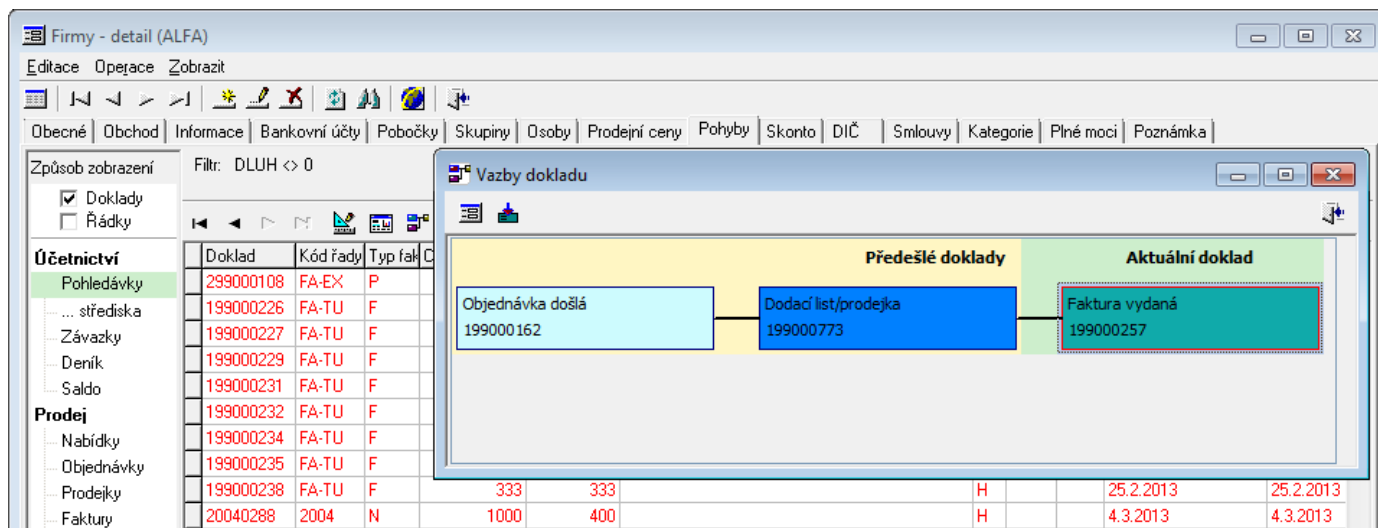 Firmy - detail (ALFA)
Editace Operace Zobrazit
Obecné Obchod Informace Bankovní účty Pobočky Skupiny Osoby Prodejní ceny Pohyby Skonto DIČ Smlouvy Kategorie Plné moci Poznámka
Způsob zobrazení
Doklady
Řádky
Účetnictví
Pohledávky
... střediska
Závazky
Deník
Saldo
Prodej
Nabídky
Objednávky
Prodejky
Faktury
Filtr: DLUH <> 0
Doklad Kód řady Typ fak
299000108 FA-EX P
199000226 FA-TU F
199000227 FA-TU F
199000229 FA-TU F
199000231 FA-TU F
199000232 FA-TU F
199000234 FA-TU F
199000235 FA-TU F
199000238 FA-TU F 333 333 H 25.2.2013 25.2.2013
20040288 2004 N 1000 400 H 4.3.2013 4.3.2013
Vazby dokladu
Předešlé doklady Aktuální doklad
Objednávka došlá
199000162
Dodací list/prodejka
199000773
Faktura vydaná
199000257